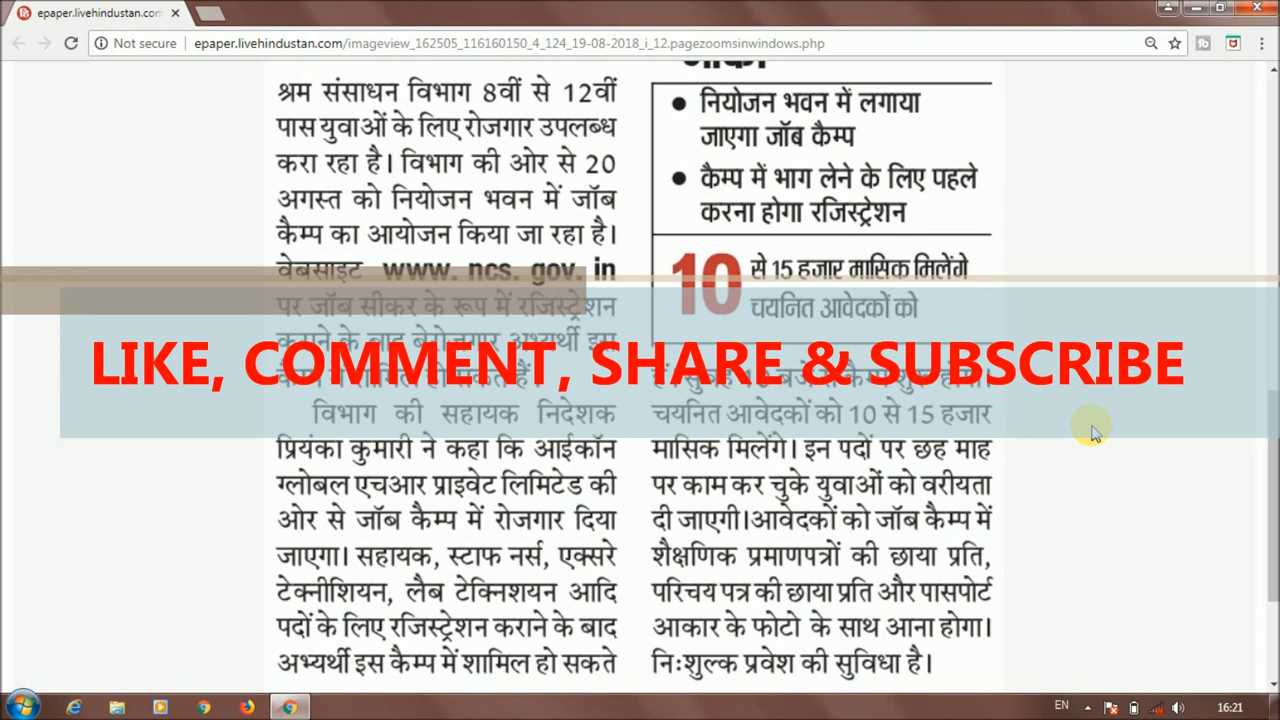 epaper.livehindustan.com
Not secure
epaper.livehindustan.com/imageview_162505_116160150_4_124_19-08-2018_i_12.pagezoomsinwindows.php
श्रम संसाधन विभाग 8वीं से 12वीं
पास युवाओं के लिए रोजगार उपलब्ध
करा रहा है। विभाग की ओर से 20
अगस्त को नियोजन भवन में जॉब
कैम्प का आयोजन किया जा रहा है।
वेबसाइट www. ncs. gov. in
पर जॉब सीकर के रूप में रजिस्ट्रेशन
कराने के बाद बेरोजगार अभ्यर्थी इस
विभाग की सहायक निदेशक
प्रियंका कुमारी ने कहा कि आईकॉन
ग्लोबल एचआर प्राइवेट लिमिटेड की
ओर से जॉब कैम्प में रोजगार दिया
जाएगा। सहायक, स्टाफ नर्स, एक्सरे
टेक्नीशियन, लैब टेक्निशयन आदि
पदों के लिए रजिस्ट्रेशन कराने के बाद
अभ्यर्थी इस कैम्प में शामिल हो सकते
● नियोजन भवन में लगाया
जाएगा जॉब कैम्प
● कैम्प में भाग लेने के लिए पहले
करना होगा रजिस्ट्रेशन
10 से 15 हजार मासिक मिलेंगे
चयनित आवेदकों को
चयनित आवेदकों को 10 से 15 हजार
मासिक मिलेंगे। इन पदों पर छह माह
पर काम कर चुके युवाओं को वरीयता
दी जाएगी।आवेदकों को जॉब कैम्प में
शैक्षणिक प्रमाणपत्रों की छाया प्रति,
परिचय पत्र की छाया प्रति और पासपोर्ट
आकार के फोटो के साथ आना होगा।
निःशुल्क प्रवेश की सुविधा है।
LIKE, COMMENT, SHARE & SUBSCRIBE
EN
16:21